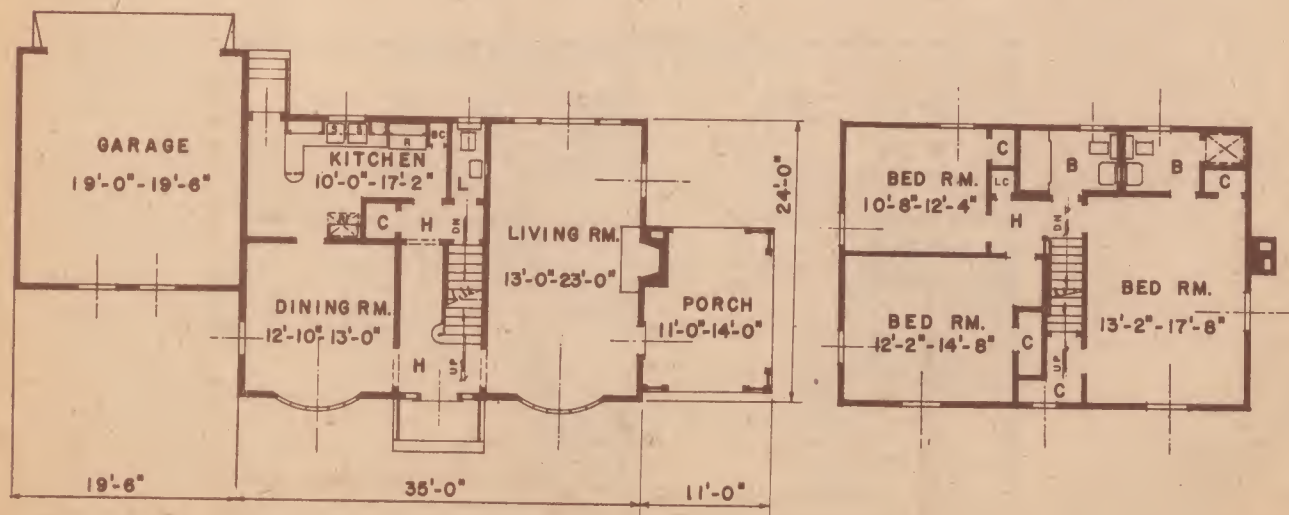 GARAGE
19'-0"-19'-6"
S S
R
BC
KITCHEN
10'-0"-17'-2"
L
C
H
DN
LIVING RM.
13'-0"-23'-0"
24'-0"
DINING RM.
12'-10"-13'-0"
PORCH
11'-0"-14'-0"
H
UP
19'-6"
35'-0"
11'-0"
C
BED RM.
10'-8"-12'-4"
LC
B
B
C
H
DN
BED RM.
13'-2"-17'-8"
BED RM.
12'-2"-14'-8"
C
UP
C